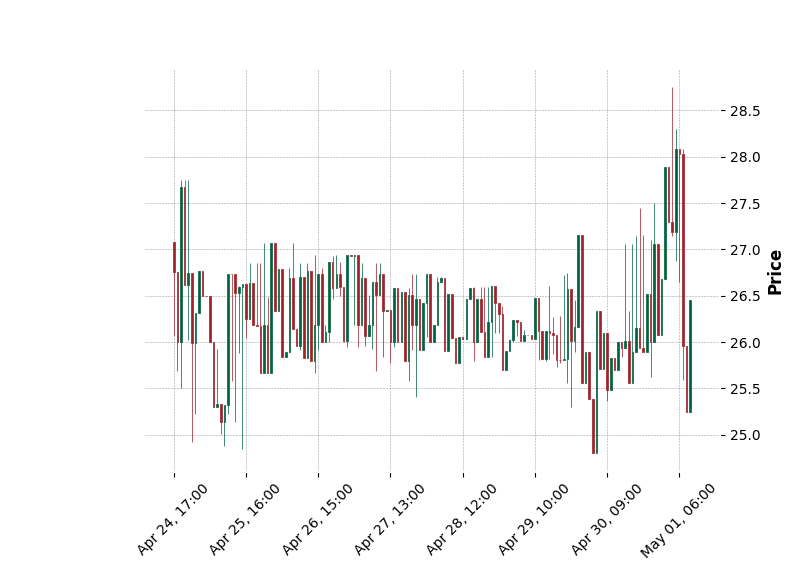 28.5
28.0
27.5
27.0
26.5
26.0
25.5
25.0
Price
Apr 24, 17:00
Apr 25, 16:00
Apr 26, 15:00
Apr 27, 13:00
Apr 28, 12:00
Apr 29, 10:00
Apr 30, 09:00
May 01, 06:00